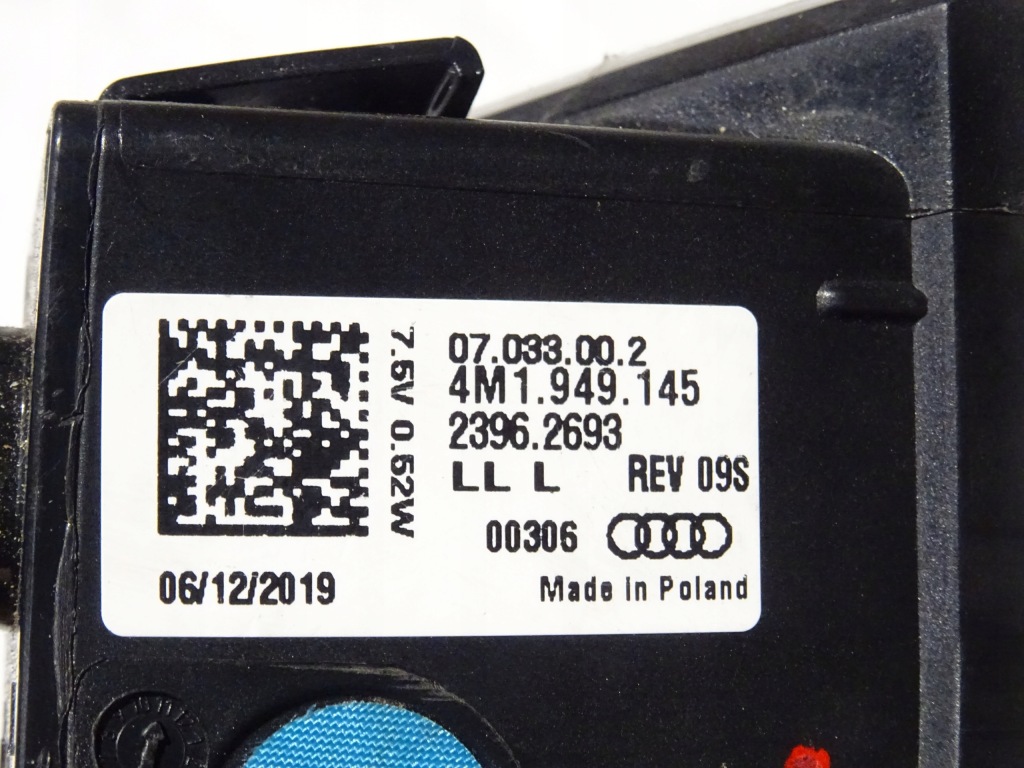 7.5V 0.52W
07.033.00.2
4M1.949.145
2396.2693
LL L REV 09S
00306
06/12/2019
Made in Poland